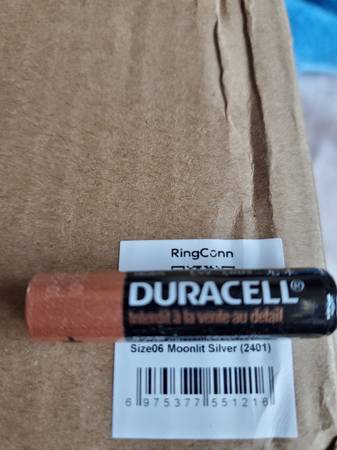 RingConn
DURACELL®
Interdit à la vente au détail
Size06 Moonlit Silver (2401)
6 975377 551216